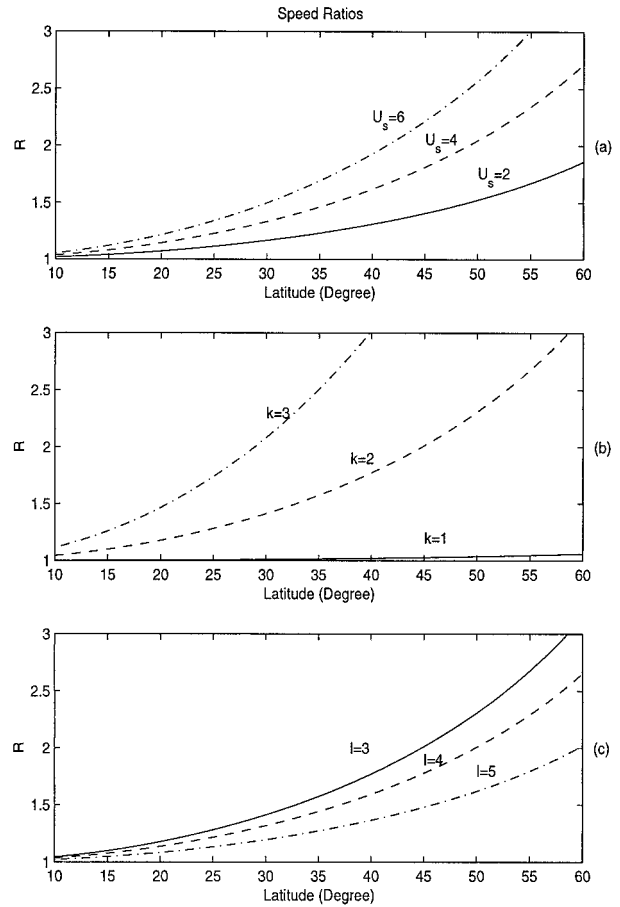 Speed Ratios
3
2.5
2
1.5
1
R
U_s=6
U_s=4
U_s=2
(a)
10 15 20 25 30 35 40 45 50 55 60
Latitude (Degree)
3
2.5
2
1.5
1
R
k=3
k=2
k=1
(b)
10 15 20 25 30 35 40 45 50 55 60
Latitude (Degree)
3
2.5
2
1.5
1
R
l=3
l=4
l=5
(c)
10 15 20 25 30 35 40 45 50 55 60
Latitude (Degree)